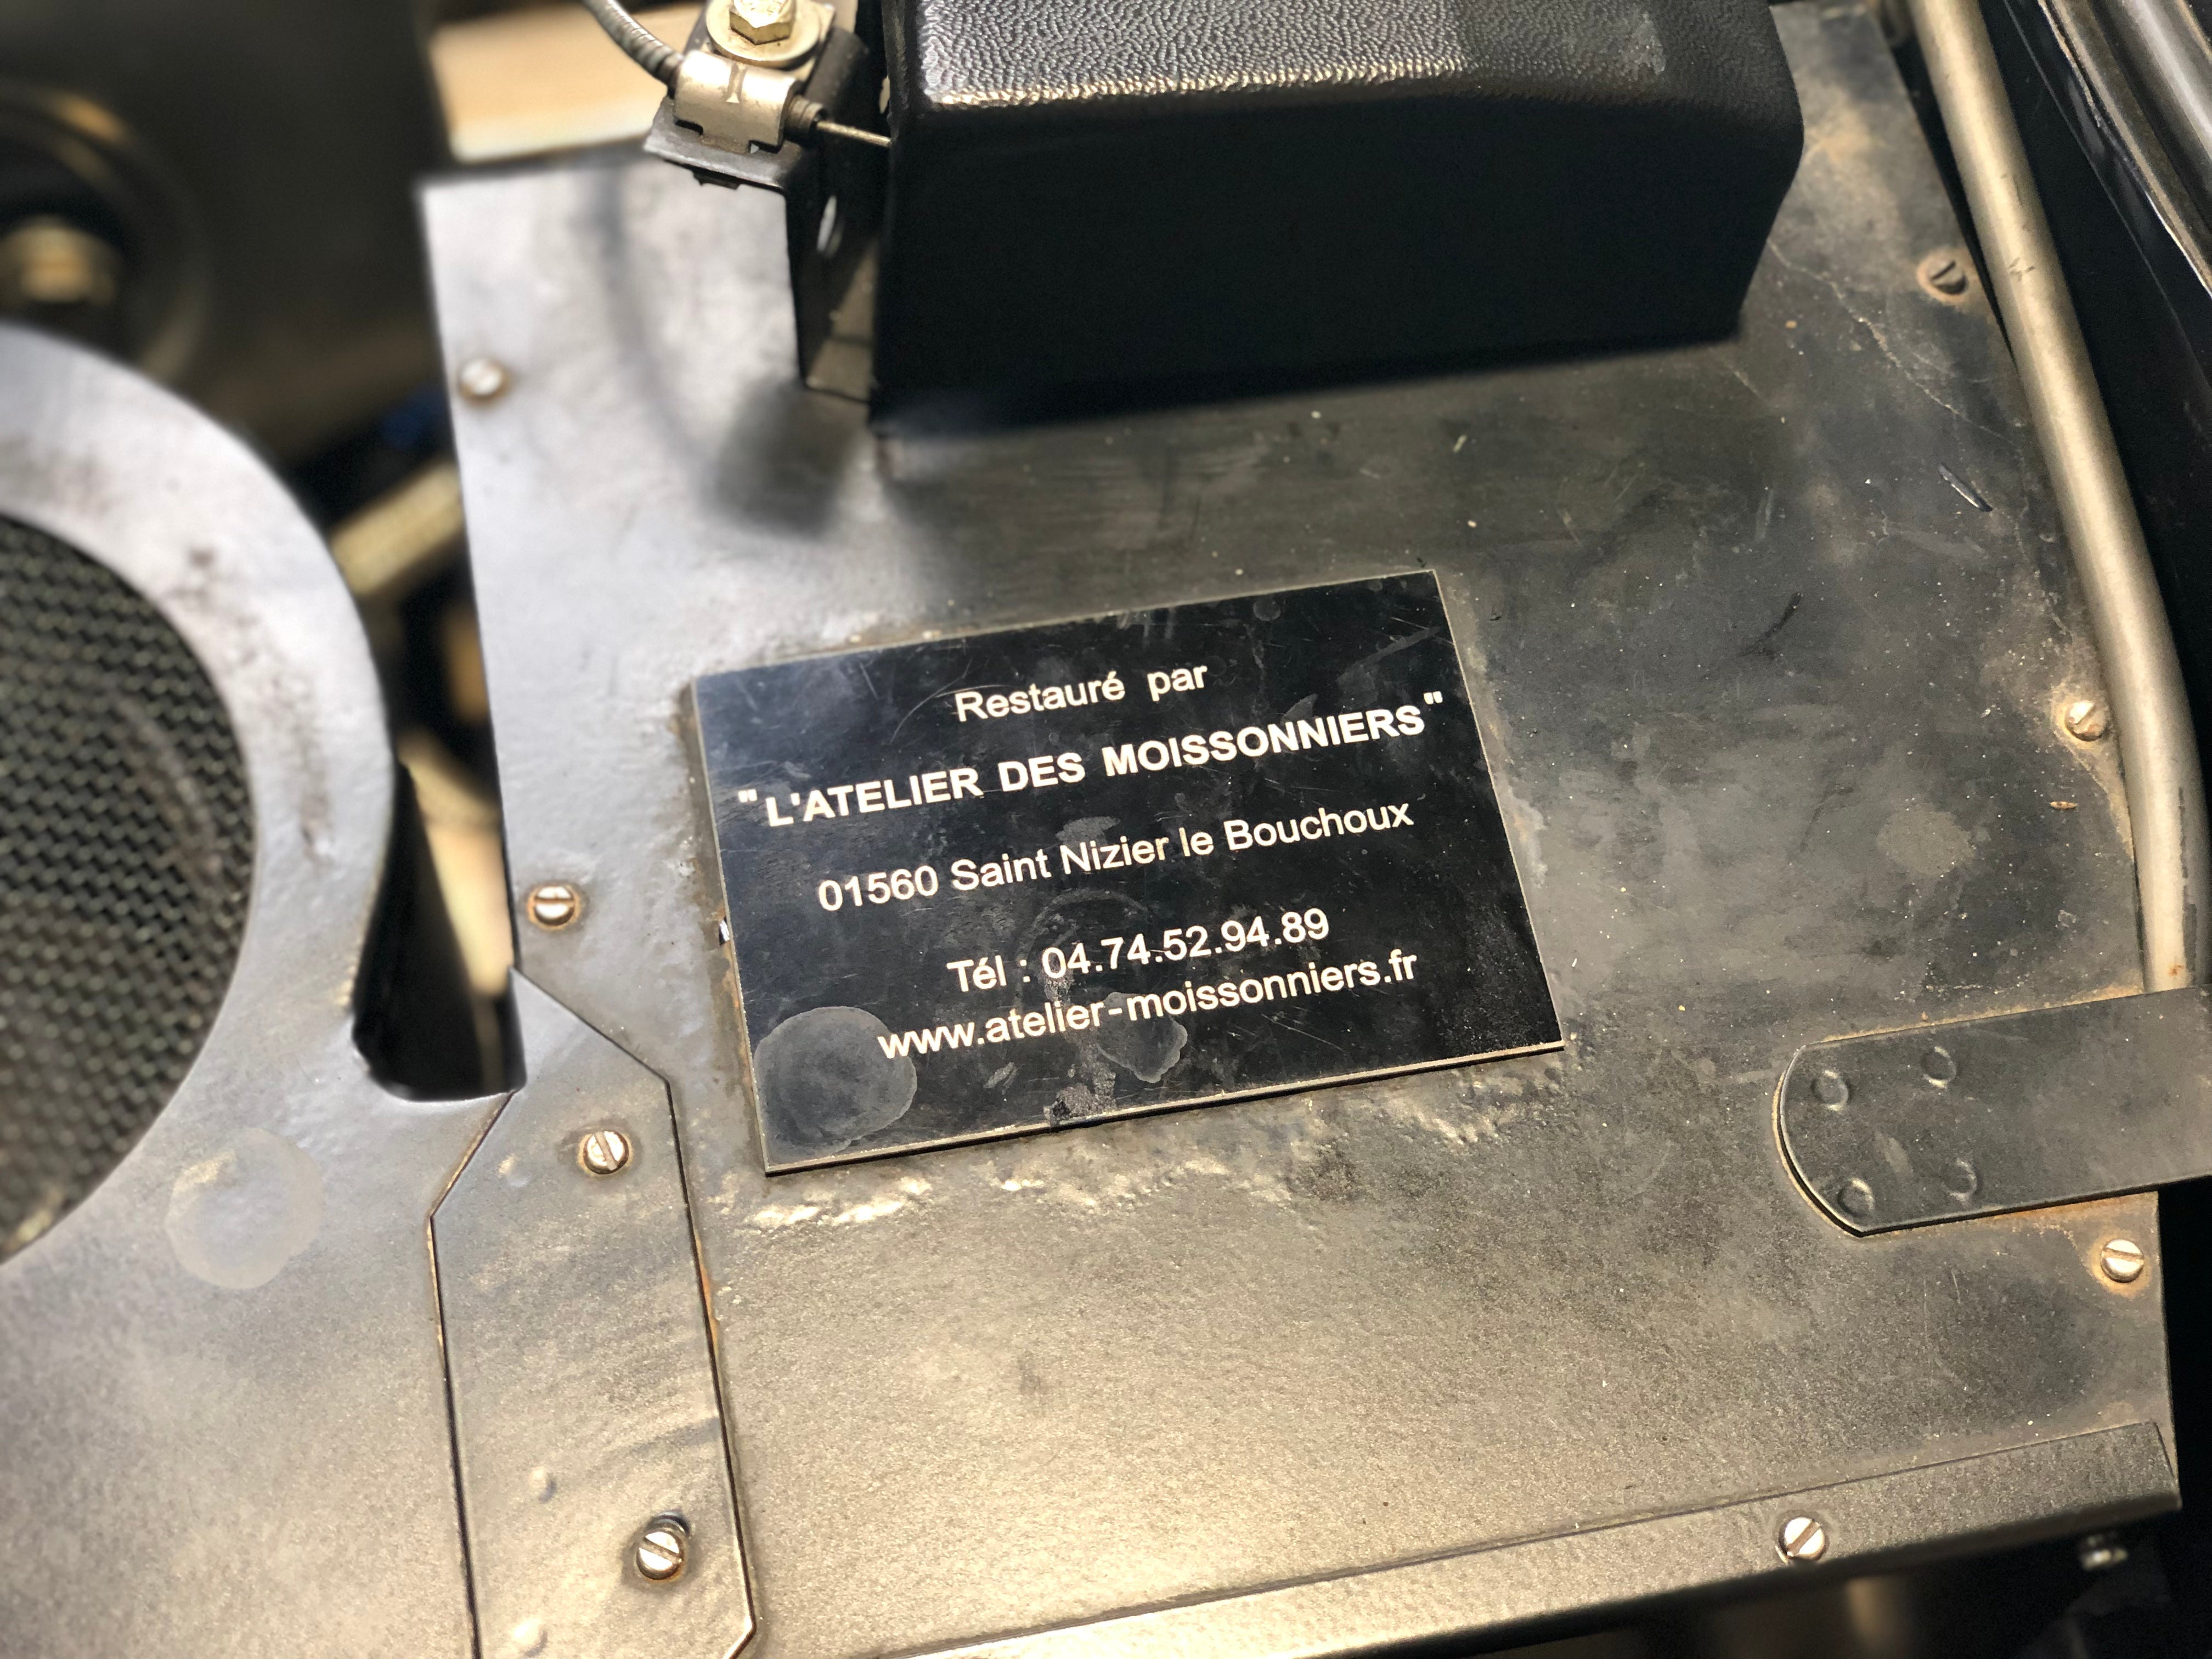 Restauré par
"L'ATELIER DES MOISSONNIERS"
01560 Saint Nizier le Bouchoux
Tél : 04.74.52.94.89
www.atelier-moissonniers.fr